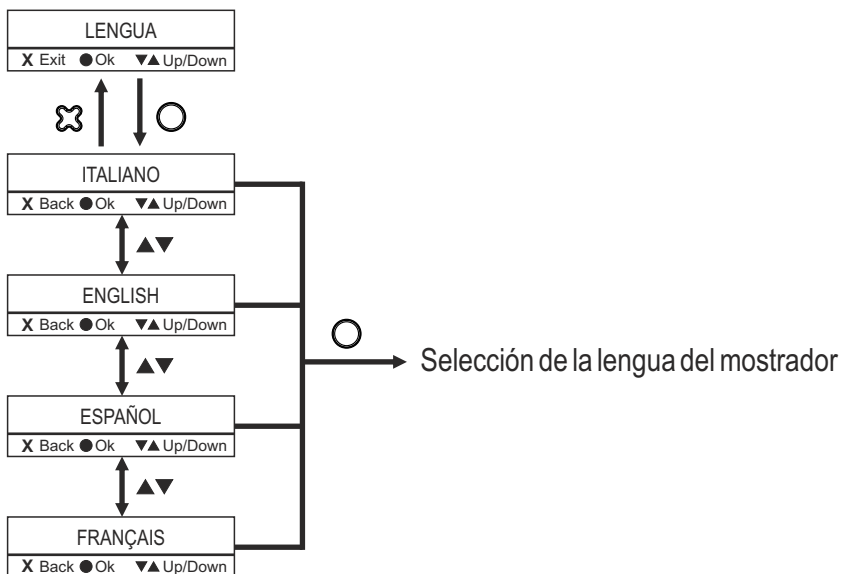 LENGUA
X Exit ●Ok ▼▲Up/Down
ITALIANO
X Back ●Ok ▼▲Up/Down
▲▼
ENGLISH
X Back ●Ok ▼▲Up/Down
▲▼
Selección de la lengua del mostrador
ESPAÑOL
X Back ●Ok ▼▲Up/Down
▲▼
FRANÇAIS
X Back ●Ok ▼▲Up/Down